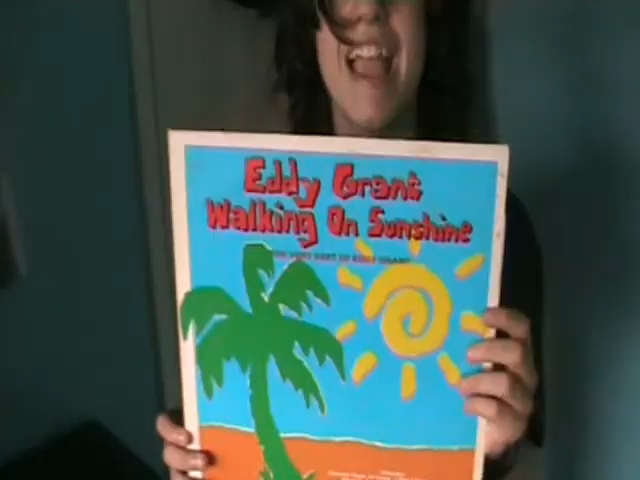 Eddy Grant
Walking On Sunshine
THE VERY BEST OF EDDY GRANT